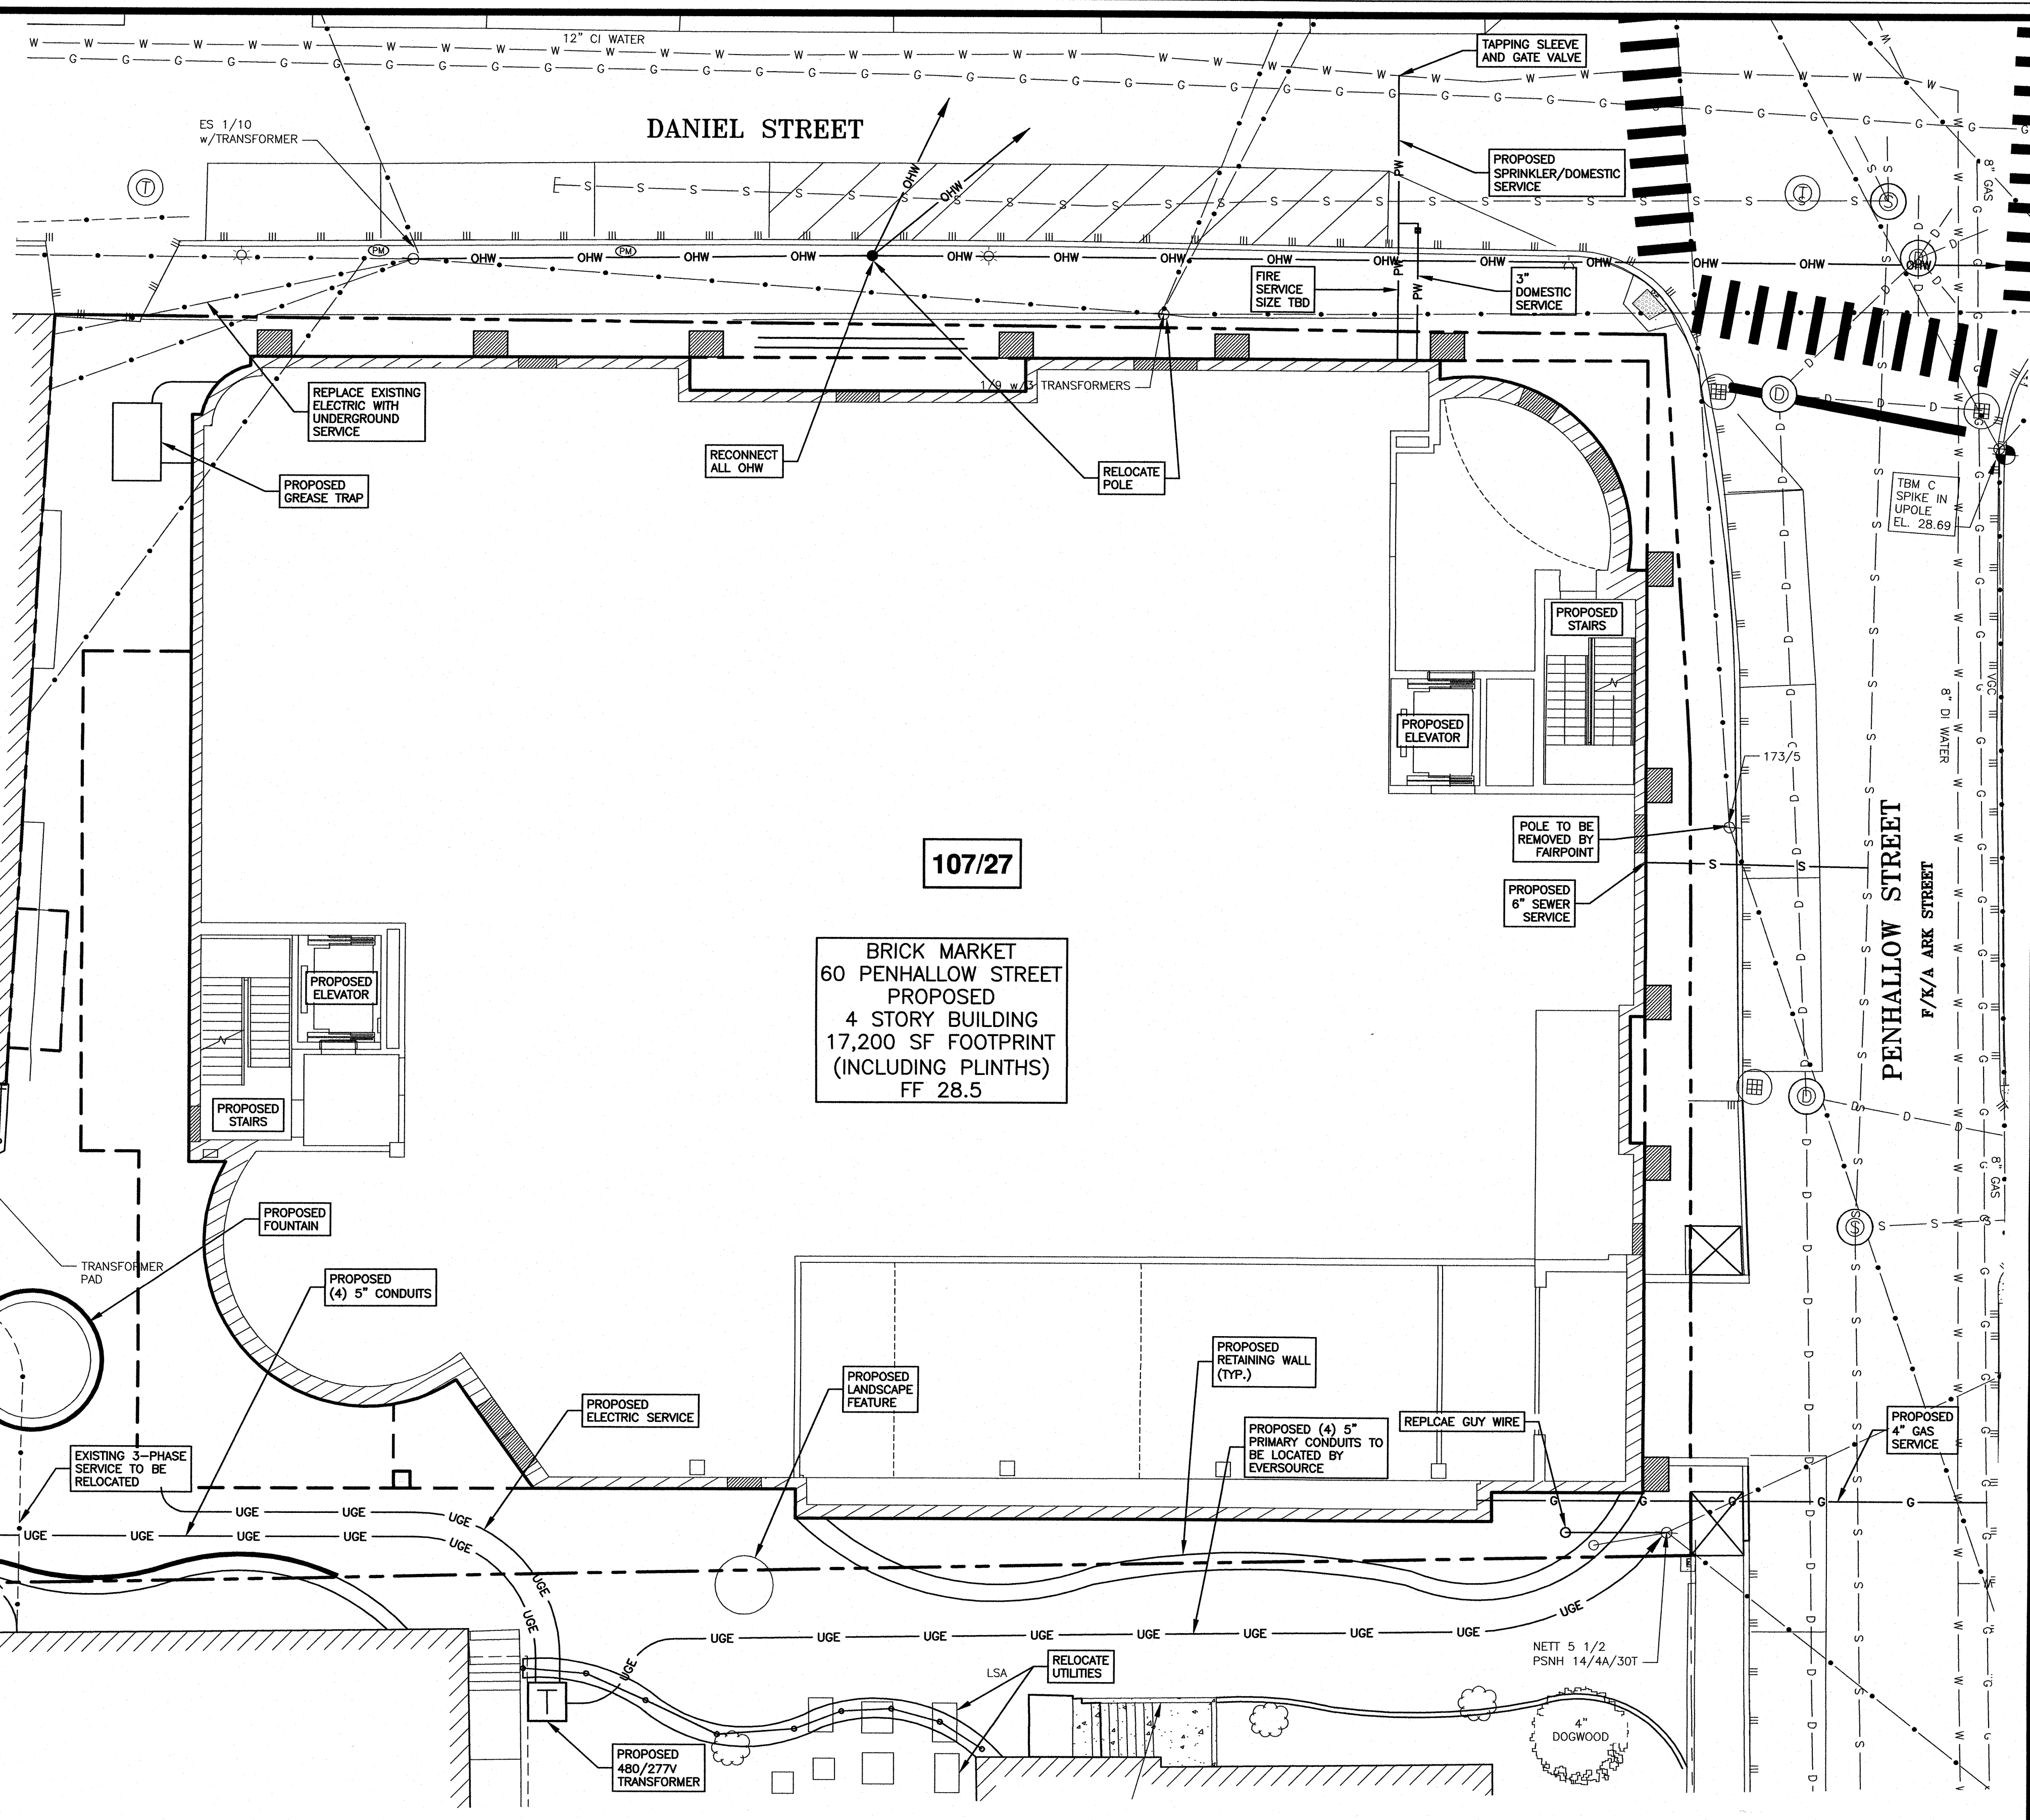 12" CI WATER
TAPPING SLEEVE
AND GATE VALVE
ES 1/10
w/TRANSFORMER
DANIEL STREET
PROPOSED
SPRINKLER/DOMESTIC
SERVICE
8" GAS
FIRE
SERVICE
SIZE TBD
3"
DOMESTIC
SERVICE
1/9 w/3 TRANSFORMERS
REPLACE EXISTING
ELECTRIC WITH
UNDERGROUND
SERVICE
RECONNECT
ALL OHW
RELOCATE
POLE
PROPOSED
GREASE TRAP
TBM C
SPIKE IN
UPOLE
EL. 28.69
PROPOSED
STAIRS
VGC
8" DI WATER
PROPOSED
ELEVATOR
173/5
POLE TO BE
REMOVED BY
FAIRPOINT
PROPOSED
6" SEWER
SERVICE
PENHALLOW STREET
F/K/A ARK STREET
107/27
BRICK MARKET
60 PENHALLOW STREET
PROPOSED
4 STORY BUILDING
17,200 SF FOOTPRINT
(INCLUDING PLINTHS)
FF 28.5
PROPOSED
ELEVATOR
PROPOSED
STAIRS
8" GAS
PROPOSED
FOUNTAIN
TRANSFORMER
PAD
PROPOSED
(4) 5" CONDUITS
PROPOSED
RETAINING WALL
(TYP.)
PROPOSED
LANDSCAPE
FEATURE
PROPOSED
ELECTRIC SERVICE
PROPOSED (4) 5"
PRIMARY CONDUITS TO
BE LOCATED BY
EVERSOURCE
REPLCAE GUY WIRE
PROPOSED
4" GAS
SERVICE
EXISTING 3-PHASE
SERVICE TO BE
RELOCATED
NETT 5 1/2
PSNH 14/4A/30T
LSA
RELOCATE
UTILITIES
4"
DOGWOOD
T
PROPOSED
480/277V
TRANSFORMER